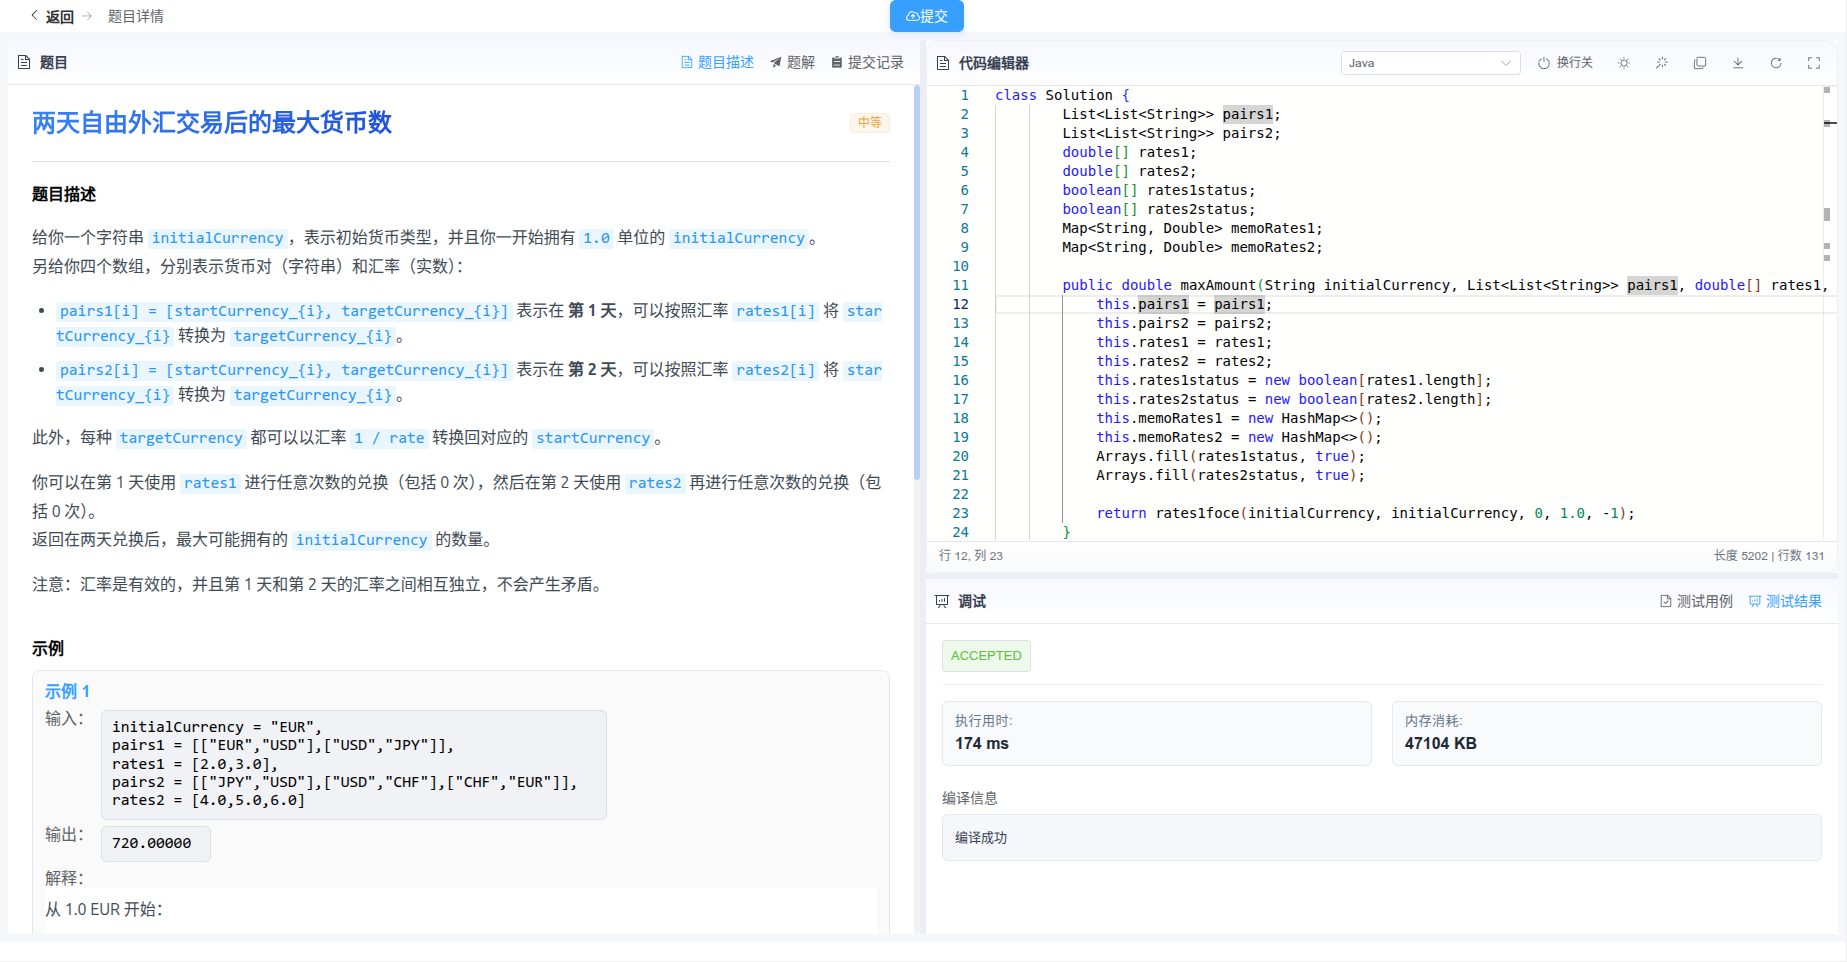 返回 题目详情
提交
题目
题目描述 题解 提交记录
两天自由外汇交易后的最大货币数
中等
题目描述
给你一个字符串 initialCurrency，表示初始货币类型，并且你一开始拥有 1.0 单位的 initialCurrency。
另给你四个数组，分别表示货币对（字符串）和汇率（实数）：
• pairs1[i] = [startCurrency_{i}, targetCurrency_{i}] 表示在 第 1 天，可以按照汇率 rates1[i] 将 star
tCurrency_{i} 转换为 targetCurrency_{i}。
• pairs2[i] = [startCurrency_{i}, targetCurrency_{i}] 表示在 第 2 天，可以按照汇率 rates2[i] 将 star
tCurrency_{i} 转换为 targetCurrency_{i}。
此外，每种 targetCurrency 都可以以汇率 1 / rate 转换回对应的 startCurrency。
你可以在第 1 天使用 rates1 进行任意次数的兑换（包括 0 次），然后在第 2 天使用 rates2 再进行任意次数的兑换（包
括 0 次）。
返回在两天兑换后，最大可能拥有的 initialCurrency 的数量。
注意：汇率是有效的，并且第 1 天和第 2 天的汇率之间相互独立，不会产生矛盾。
示例
示例 1
输入：
initialCurrency = "EUR",
pairs1 = [["EUR","USD"],["USD","JPY"]],
rates1 = [2.0,3.0],
pairs2 = [["JPY","USD"],["USD","CHF"],["CHF","EUR"]],
rates2 = [4.0,5.0,6.0]
输出：
720.00000
解释：
从 1.0 EUR 开始：
代码编辑器
Java
换行关
1 class Solution {
2 List<List<String>> pairs1;
3 List<List<String>> pairs2;
4 double[] rates1;
5 double[] rates2;
6 boolean[] rates1status;
7 boolean[] rates2status;
8 Map<String, Double> memoRates1;
9 Map<String, Double> memoRates2;
10
11 public double maxAmount(String initialCurrency, List<List<String>> pairs1, double[] rates1,
12 this.pairs1 = pairs1;
13 this.pairs2 = pairs2;
14 this.rates1 = rates1;
15 this.rates2 = rates2;
16 this.rates1status = new boolean[rates1.length];
17 this.rates2status = new boolean[rates2.length];
18 this.memoRates1 = new HashMap<>();
19 this.memoRates2 = new HashMap<>();
20 Arrays.fill(rates1status, true);
21 Arrays.fill(rates2status, true);
22
23 return rates1foce(initialCurrency, initialCurrency, 0, 1.0, -1);
24 }
行 12, 列 23
长度 5202 | 行数 131
调试
测试用例 测试结果
ACCEPTED
执行用时:
174 ms
内存消耗:
47104 KB
编译信息
编译成功